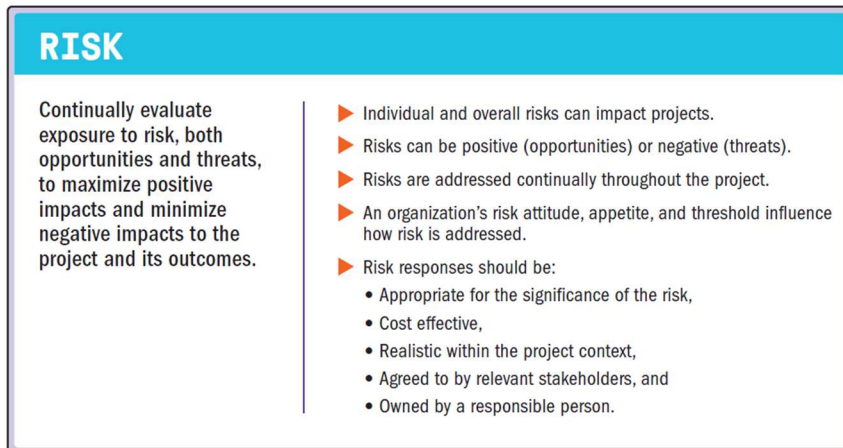 RISK
Continually evaluate
exposure to risk, both
opportunities and threats,
to maximize positive
impacts and minimize
negative impacts to the
project and its outcomes.
▶ Individual and overall risks can impact projects.
▶ Risks can be positive (opportunities) or negative (threats).
▶ Risks are addressed continually throughout the project.
▶ An organization’s risk attitude, appetite, and threshold influence
how risk is addressed.
▶ Risk responses should be:
• Appropriate for the significance of the risk,
• Cost effective,
• Realistic within the project context,
• Agreed to by relevant stakeholders, and
• Owned by a responsible person.